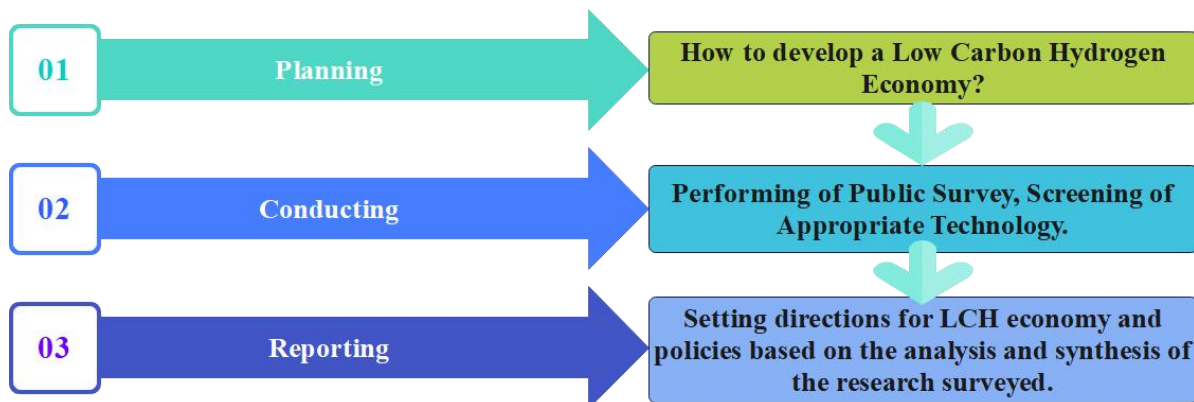 01
Planning
How to develop a Low Carbon Hydrogen
Economy?
02
Conducting
Performing of Public Survey, Screening of
Appropriate Technology.
03
Reporting
Setting directions for LCH economy and
policies based on the analysis and synthesis of
the research surveyed.